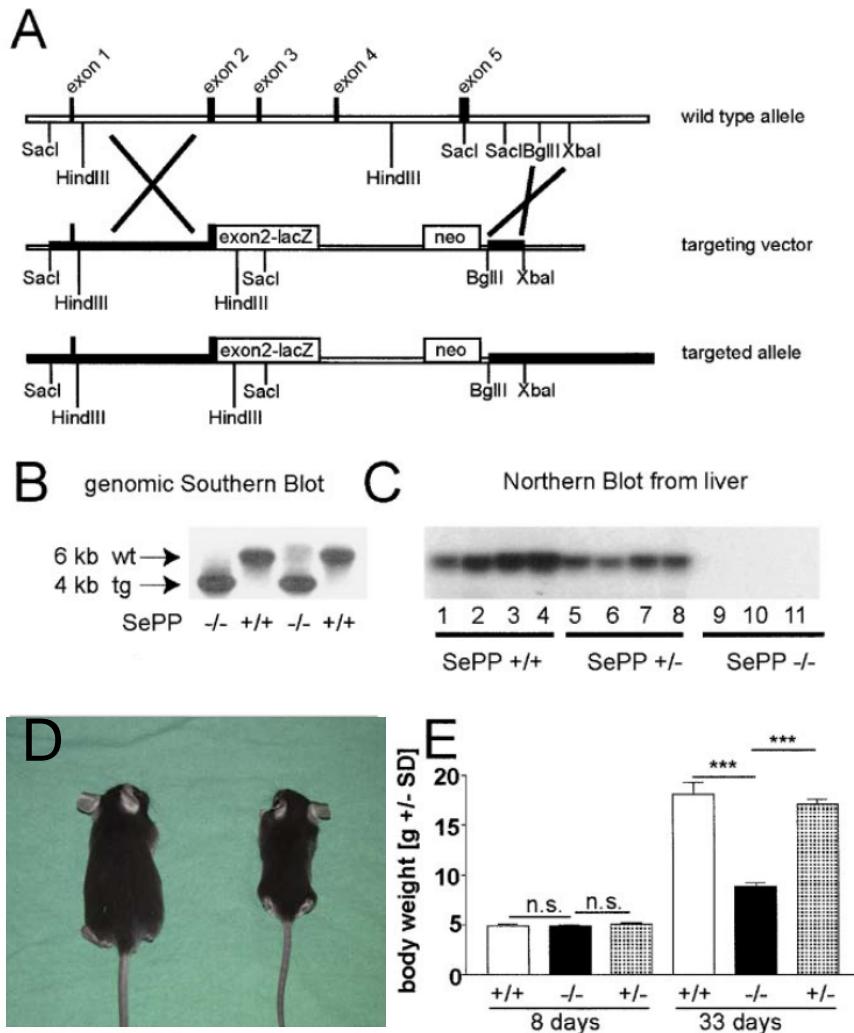 A
exon 1 exon 2 exon 3 exon 4 exon 5
wild type allele
SacI SacI SacI BglII XbaI
HindIII HindIII
exon2-lacZ neo targeting vector
SacI SacI BglII XbaI
HindIII HindIII
exon2-lacZ neo targeted allele
SacI SacI BglII XbaI
HindIII HindIII
B genomic Southern Blot
6 kb wt
4 kb tg
SePP -/- +/+ -/- +/+
C Northern Blot from liver
1 2 3 4 5 6 7 8 9 10 11
SePP +/+ SePP +/- SePP -/-
D
E
body weight [g +/- SD]
20
15
10
5
0
n.s. n.s. *** ***
+/+ -/- +/- +/+ -/- +/-
8 days 33 days